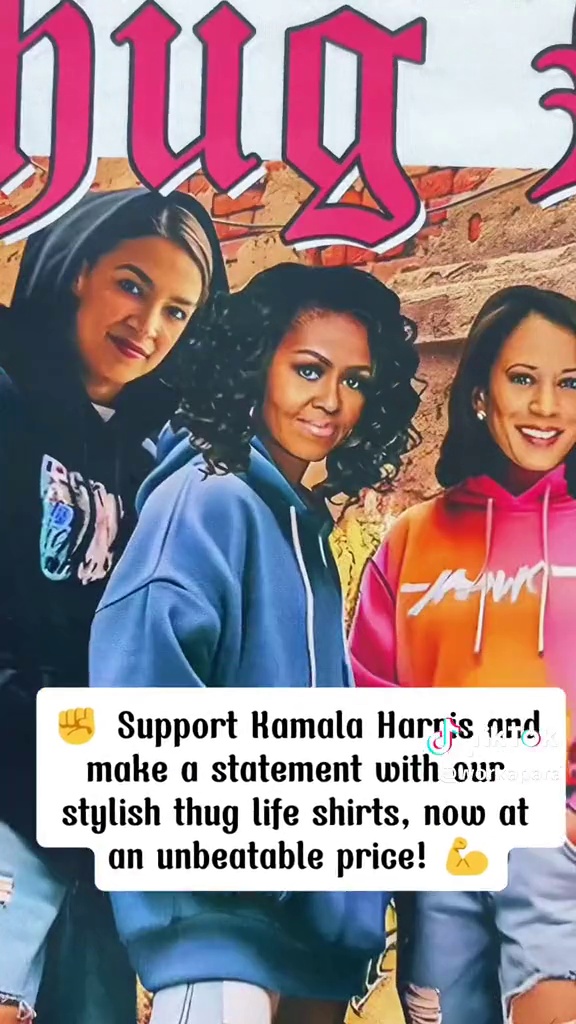 hug
✊ Support Kamala Harris and
make a statement with our
stylish thug life shirts, now at
an unbeatable price! 💪
TikTok